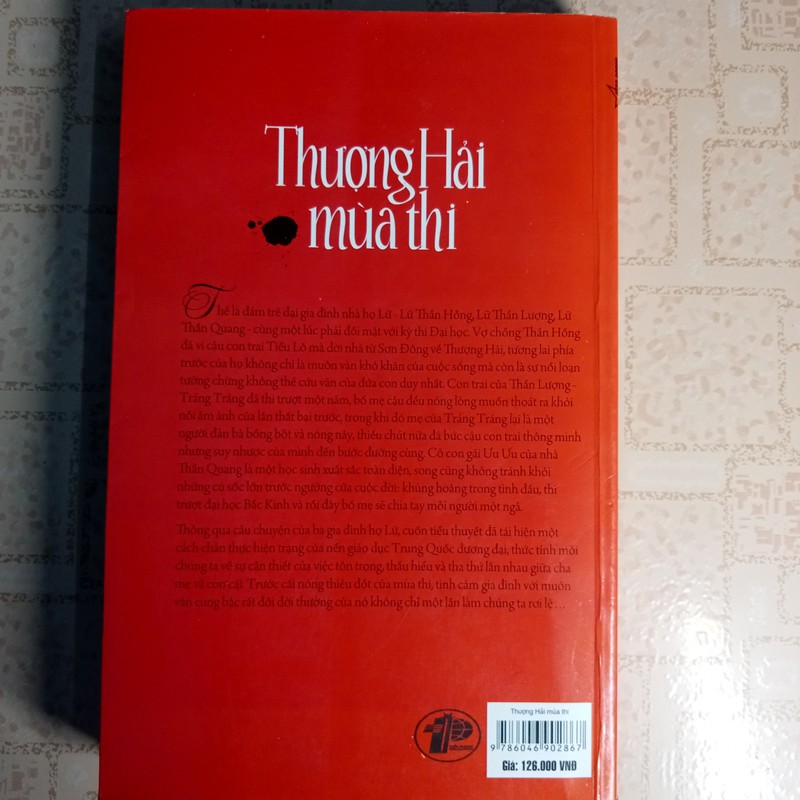 Thượng Hải
mùa thi
Thế là đám trẻ đại gia đình nhà họ Lữ - Lữ Thần Hồng, Lữ Thần Lượng, Lữ
Thần Quang - cùng một lúc phải đối mặt với kỳ thi Đại học. Vợ chồng Thần Hồng
đã vì cậu con trai Tiểu Lô mà dời nhà từ Sơn Đông về Thượng Hải, tương lai phía
trước của họ không chỉ là muôn vàn khó khăn của cuộc sống mà còn là sự nổi loạn
tưởng chừng không thể cứu vãn của đứa con duy nhất. Con trai của Thần Lượng -
Tráng Tráng đã thi trượt một năm, bố mẹ cậu đều nóng lòng muốn thoát ra khỏi
nỗi ám ảnh của lần thất bại trước, trong khi đó mẹ của Tráng Tráng lại là một
người đàn bà bồng bột và nóng nảy, thiếu chút nữa đã bức cậu con trai thông minh
nhưng suy nhược của mình đến bước đường cùng. Cô con gái Ưu Ưu của nhà
Thần Quang là một học sinh xuất sắc toàn diện, song cũng không tránh khỏi
những cú sốc lớn trước ngưỡng cửa cuộc đời: khủng hoảng trong tình đầu, thi
trượt đại học Bắc Kinh và rồi đây bố mẹ sẽ chia tay mỗi người một ngả.
Thông qua câu chuyện của ba gia đình họ Lữ, cuốn tiểu thuyết đã tái hiện một
cách chân thực hiện trạng của nền giáo dục Trung Quốc đương đại, thức tỉnh mỗi
chúng ta về sự cần thiết của việc tôn trọng, thấu hiểu và tha thứ lẫn nhau giữa cha
mẹ và con cái. Trước cái nóng thiêu đốt của mùa thi, tình cảm gia đình với muôn
vàn cung bậc rất đỗi đời thường của nó không chỉ một lần làm chúng ta rơi lệ...
Thượng Hải mùa thi
9 786046 902867
Giá: 126.000 VNĐ